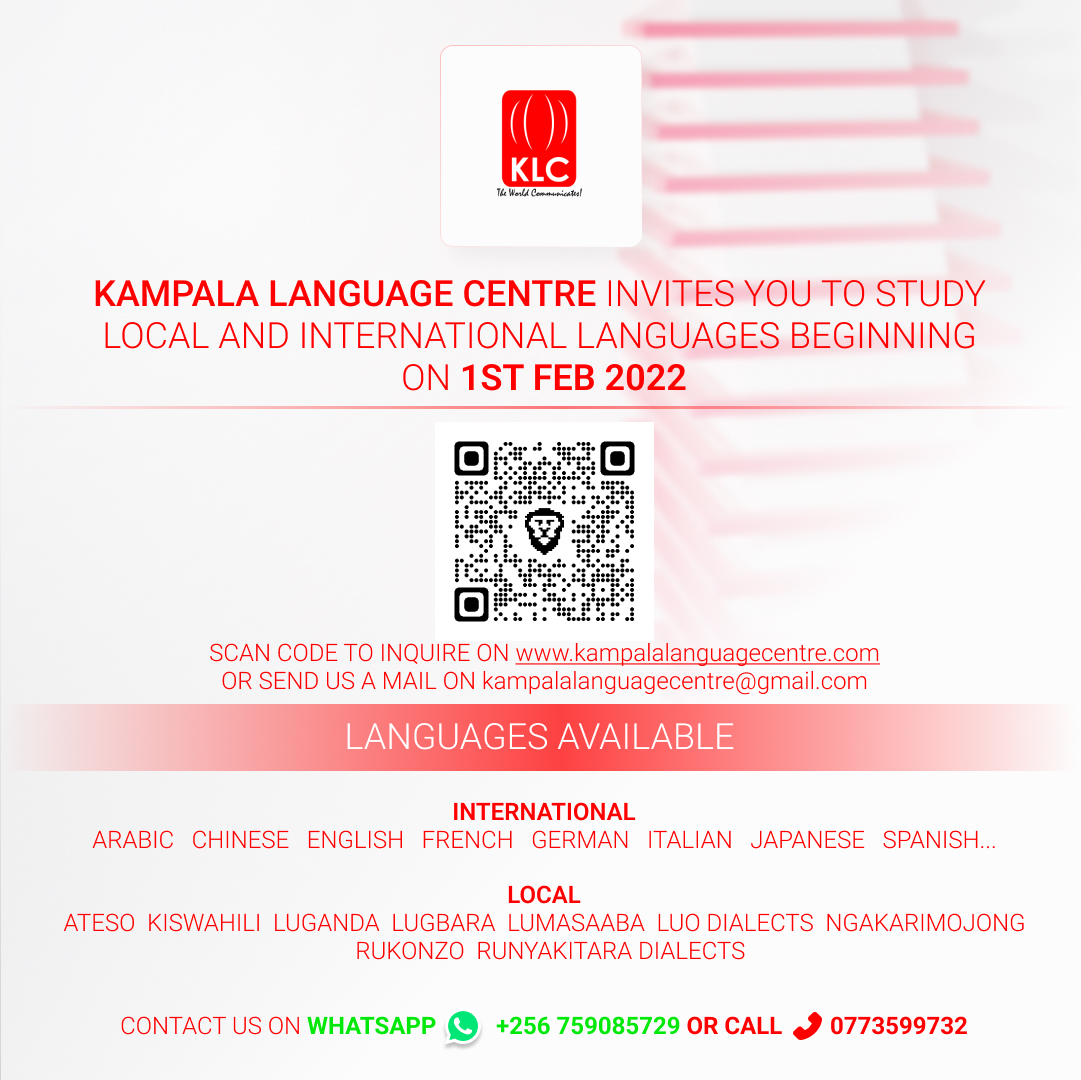 KLC
The World Communicates!
KAMPALA LANGUAGE CENTRE INVITES YOU TO STUDY
LOCAL AND INTERNATIONAL LANGUAGES BEGINNING
ON 1ST FEB 2022
SCAN CODE TO INQUIRE ON www.kampalalanguagecentre.com
OR SEND US A MAIL ON kampalalanguagecentre@gmail.com
LANGUAGES AVAILABLE
INTERNATIONAL
ARABIC CHINESE ENGLISH FRENCH GERMAN ITALIAN JAPANESE SPANISH...
LOCAL
ATESO KISWAHILI LUGANDA LUGBARA LUMASAABA LUO DIALECTS NGAKARIMOJONG
RUKONZO RUNYAKITARA DIALECTS
CONTACT US ON WHATSAPP +256 759085729 OR CALL 0773599732